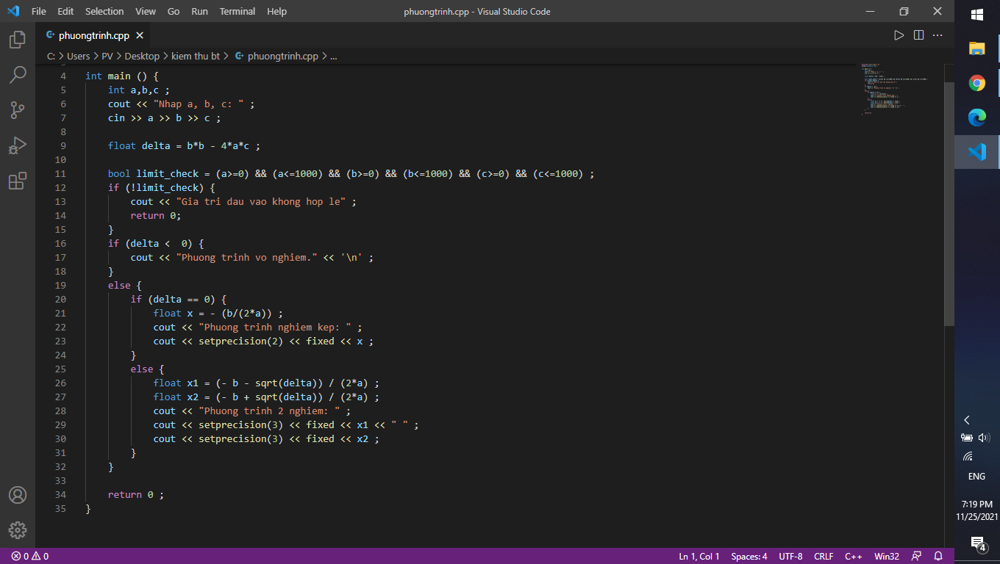 File Edit Selection View Go Run Terminal Help phuongtrinh.cpp - Visual Studio Code
phuongtrinh.cpp
C: > Users > PV > Desktop > kiem thu bt > phuongtrinh.cpp > ...
4 int main () {
5 int a,b,c ;
6 cout << "Nhap a, b, c: " ;
7 cin >> a >> b >> c ;
8
9 float delta = b*b - 4*a*c ;
10
11 bool limit_check = (a>=0) && (a<=1000) && (b>=0) && (b<=1000) && (c>=0) && (c<=1000) ;
12 if (!limit_check) {
13 cout << "Gia tri dau vao khong hop le" ;
14 return 0;
15 }
16 if (delta <  0) {
17 cout << "Phuong trinh vo nghiem." << '\n' ;
18 }
19 else {
20 if (delta == 0) {
21 float x = - (b/(2*a)) ;
22 cout << "Phuong trinh nghiem kep: " ;
23 cout << setprecision(2) << fixed << x ;
24 }
25 else {
26 float x1 = (- b - sqrt(delta)) / (2*a) ;
27 float x2 = (- b + sqrt(delta)) / (2*a) ;
28 cout << "Phuong trinh 2 nghiem: " ;
29 cout << setprecision(3) << fixed << x1 << " " ;
30 cout << setprecision(3) << fixed << x2 ;
31 }
32 }
33
34 return 0 ;
35 }
0 0 Ln 1, Col 1 Spaces: 4 UTF-8 CRLF C++ Win32
ENG
7:19 PM
11/25/2021
4